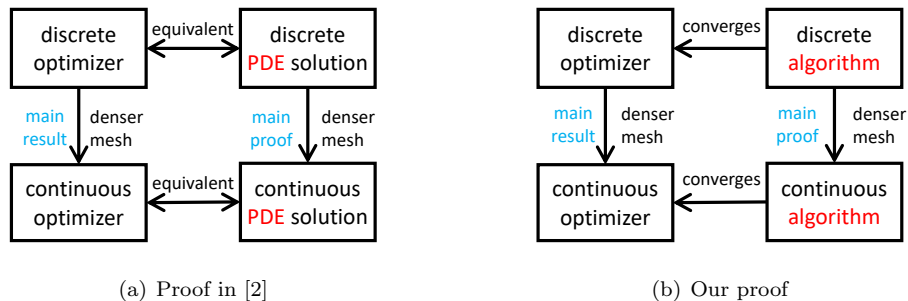 discrete
optimizer
equivalent
discrete
PDE solution
main
result
denser
mesh
main
proof
denser
mesh
continuous
optimizer
equivalent
continuous
PDE solution
(a) Proof in [2]
discrete
optimizer
converges
discrete
algorithm
main
result
denser
mesh
main
proof
denser
mesh
continuous
optimizer
converges
continuous
algorithm
(b) Our proof